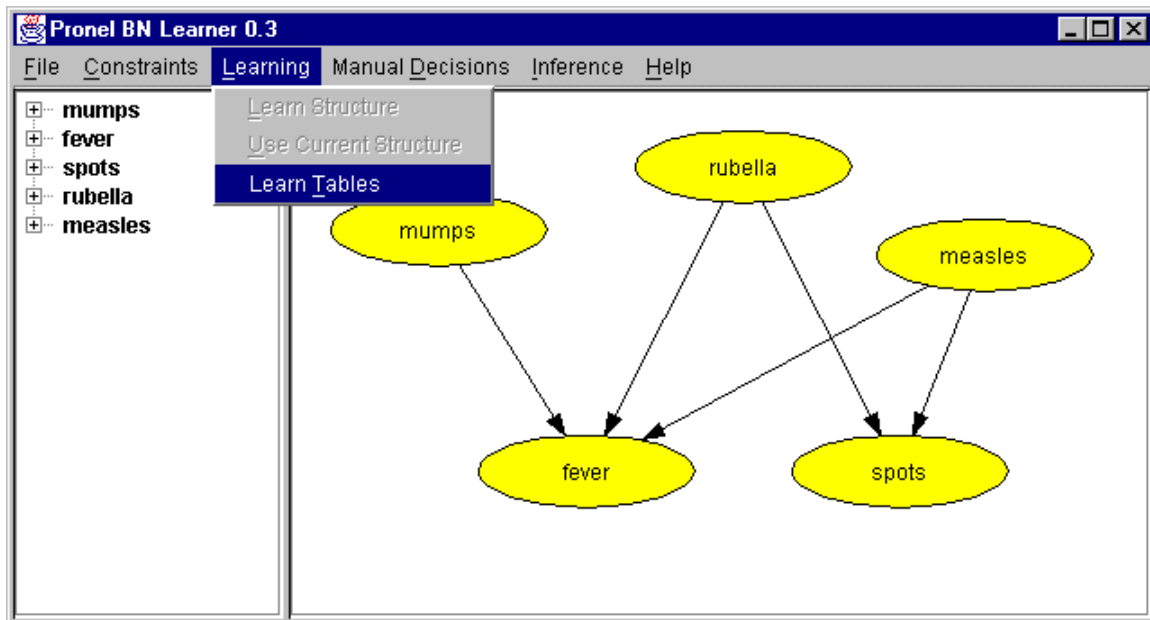 Pronel BN Learner 0.3
File Constraints Learning Manual Decisions Inference Help
mumps
fever
spots
rubella
measles
Learn Structure
Use Current Structure
Learn Tables
rubella
mumps
measles
fever
spots